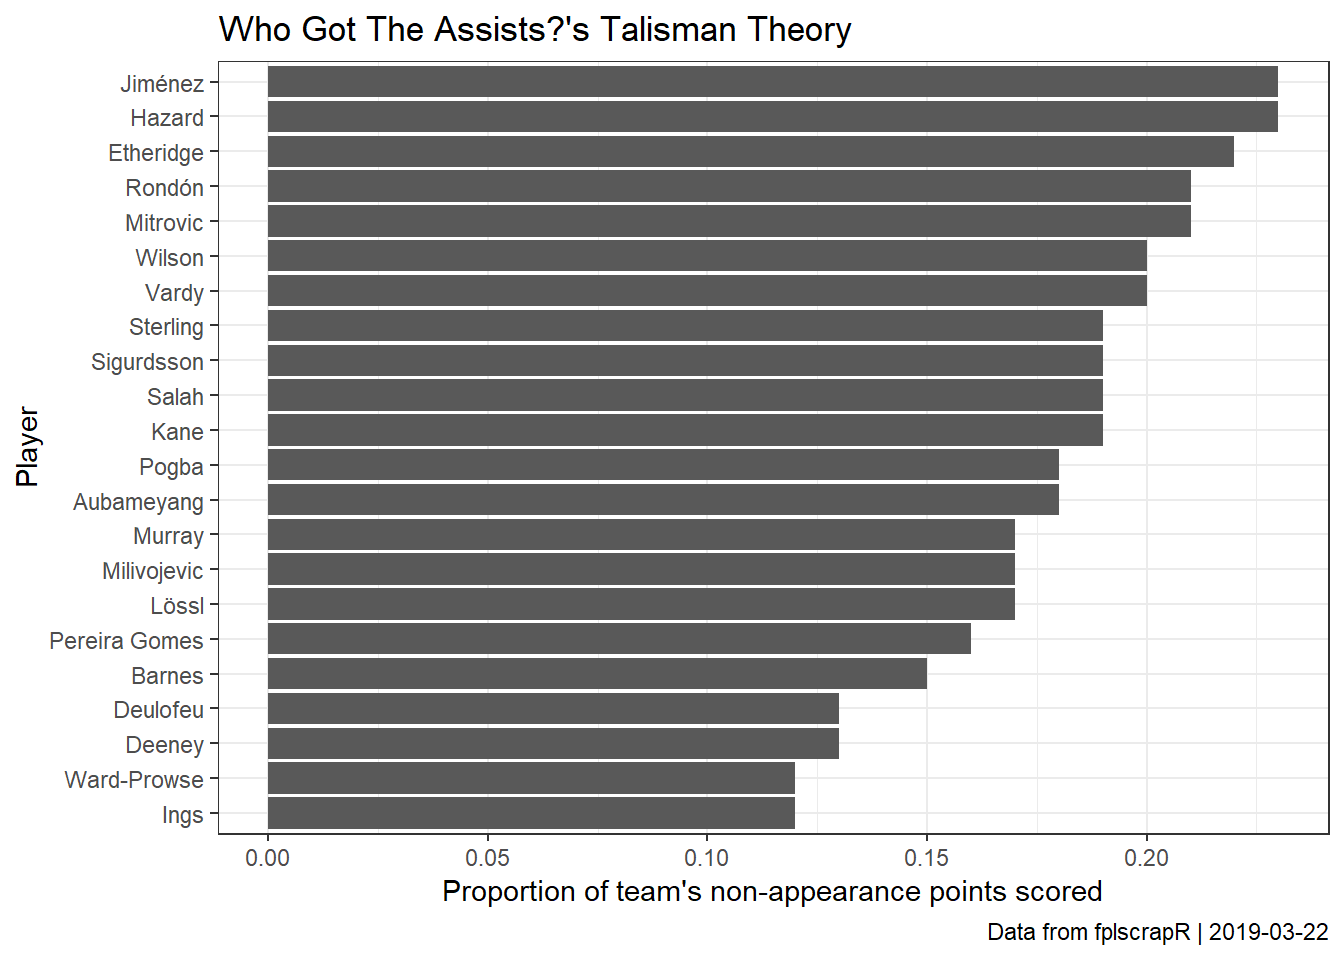 Who Got The Assists?'s Talisman Theory
Player
Jiménez
Hazard
Etheridge
Rondón
Mitrovic
Wilson
Vardy
Sterling
Sigurdsson
Salah
Kane
Pogba
Aubameyang
Murray
Milivojevic
Lössl
Pereira Gomes
Barnes
Deulofeu
Deeney
Ward-Prowse
Ings
0.00 0.05 0.10 0.15 0.20
Proportion of team's non-appearance points scored
Data from fplscrapR | 2019-03-22